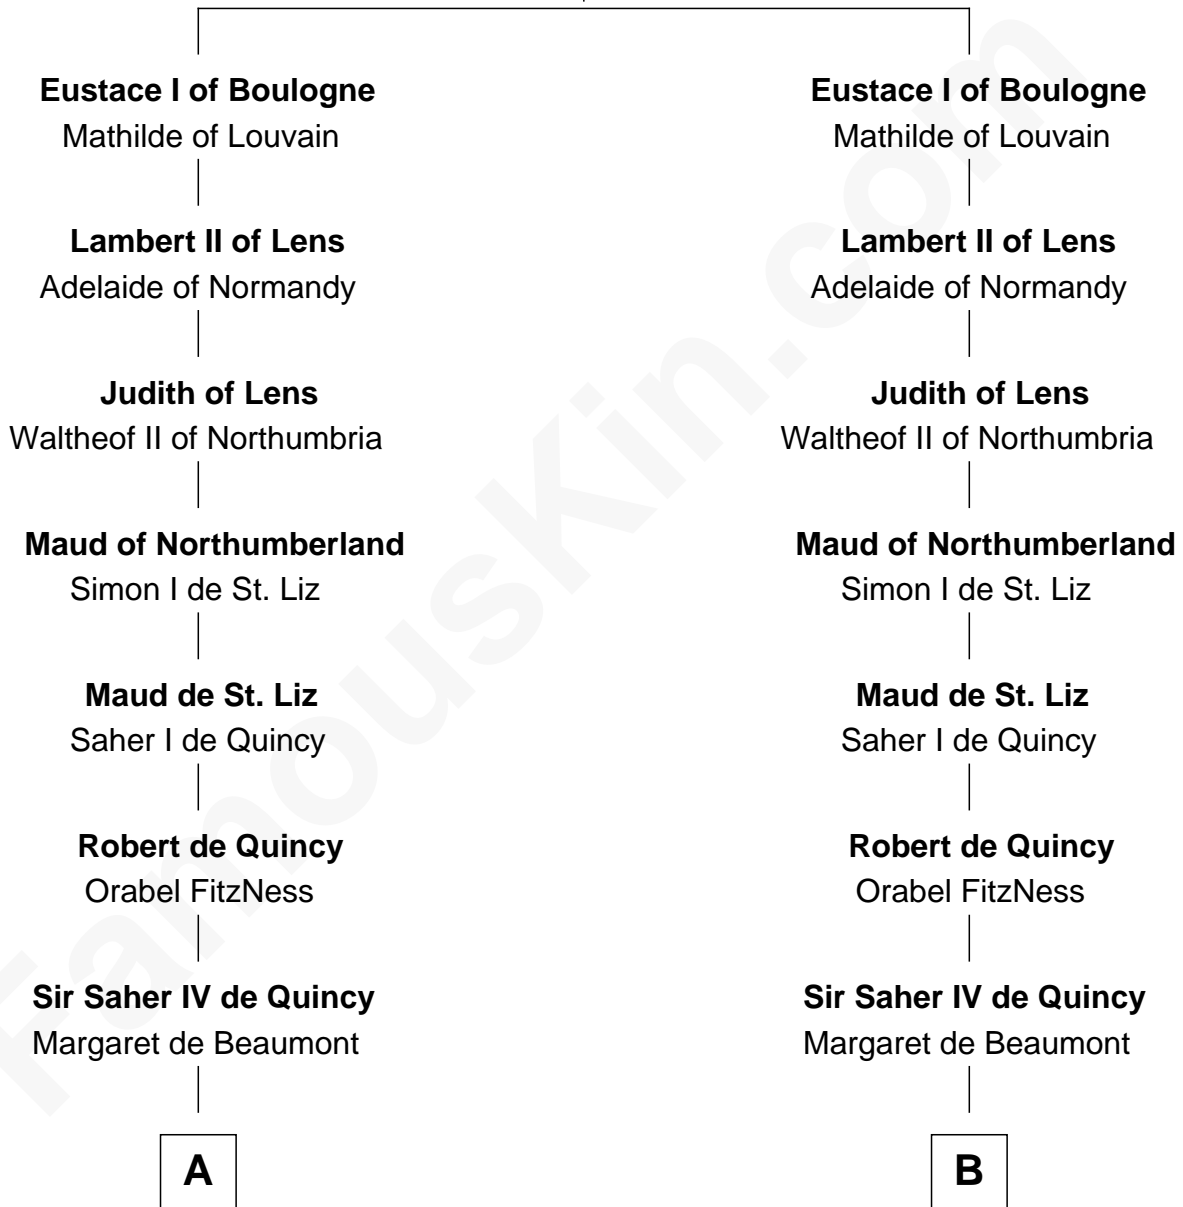 Eustace I of Boulogne
Mathilde of Louvain
Lambert II of Lens
Adelaide of Normandy
Judith of Lens
Waltheof II of Northumbria
Maud of Northumberland
Simon I de St. Liz
Maud de St. Liz
Saher I de Quincy
Robert de Quincy
Orabel FitzNess
Sir Saher IV de Quincy
Margaret de Beaumont
A
Eustace I of Boulogne
Mathilde of Louvain
Lambert II of Lens
Adelaide of Normandy
Judith of Lens
Waltheof II of Northumbria
Maud of Northumberland
Simon I de St. Liz
Maud de St. Liz
Saher I de Quincy
Robert de Quincy
Orabel FitzNess
Sir Saher IV de Quincy
Margaret de Beaumont
B
FamousKin.com